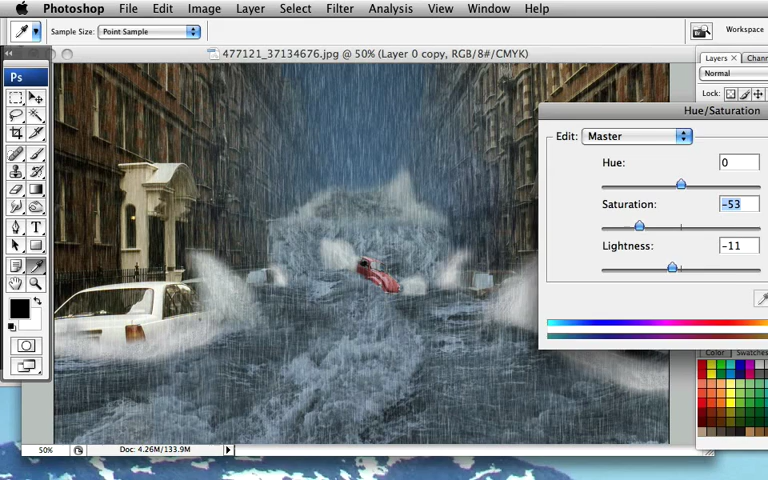 Photoshop File Edit Image Layer Select Filter Analysis View Window Help
Sample Size: Point Sample Workspace
477121_37134676.jpg @ 50% (Layer 0 copy, RGB/8#/CMYK)
Layers × Chann
Normal
Lock:
Ps
T
Hue/Saturation
Edit: Master
Hue: 0
Saturation: -53
Lightness: -11
Color Swatches
50% Doc: 4.26M/133.9M